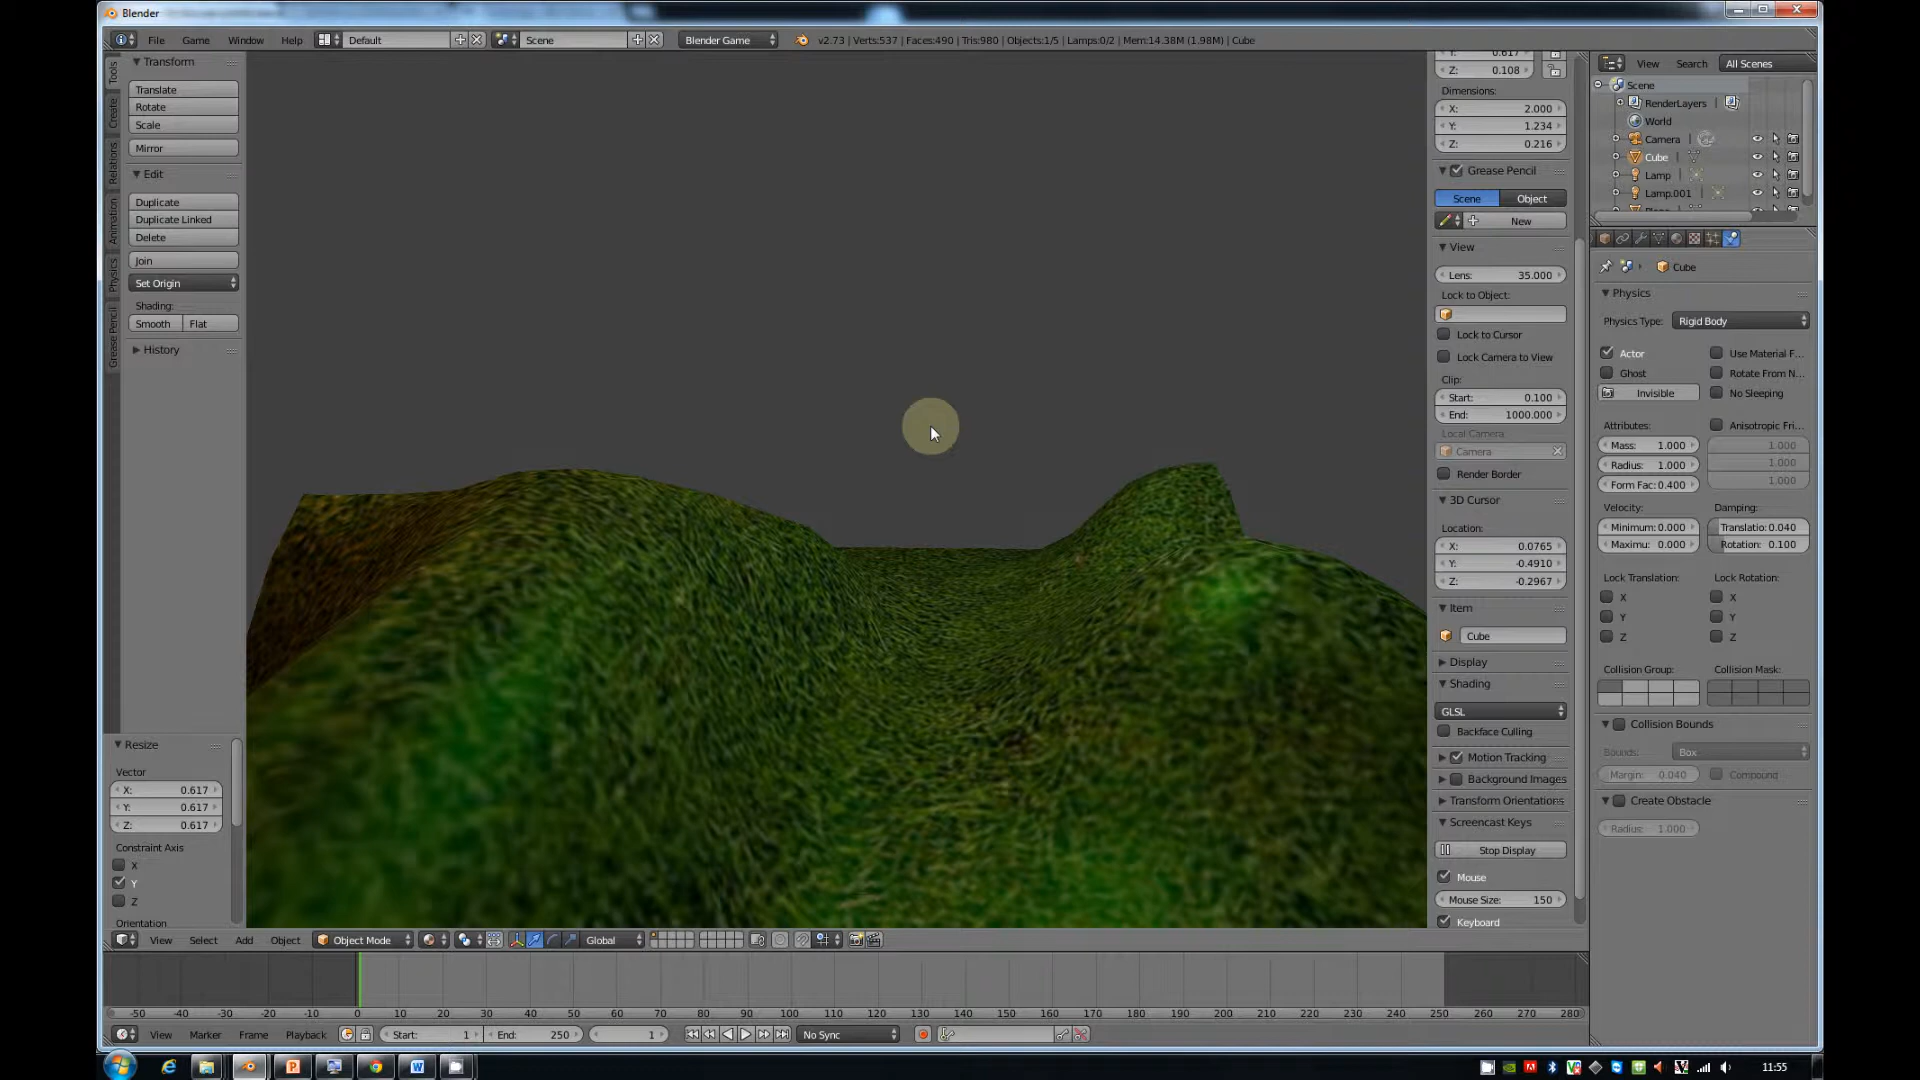 Blender
File Game Window Help Default Scene Blender Game v2.73 | Verts:537 | Faces:490 | Tris:980 | Objects:1/5 | Lamps:0/2 | Mem:14.38M (1.98M) | Cube
Tools
Create
Relations
Animation
Physics
Grease Pencil
Transform
Translate
Rotate
Scale
Mirror
Edit
Duplicate
Duplicate Linked
Delete
Join
Set Origin
Shading:
Smooth Flat
History
Resize
Vector
X: 0.617
Y: 0.617
Z: 0.617
Constraint Axis
X
Y
Z
Orientation
Y: 0.617
Z: 0.108
Dimensions:
X: 2.000
Y: 1.234
Z: 0.216
Grease Pencil
Scene Object
New
View
Lens: 35.000
Lock to Object:
Lock to Cursor
Lock Camera to View
Clip:
Start: 0.100
End: 1000.000
Local Camera:
Camera
Render Border
3D Cursor
Location:
X: 0.0765
Y: -0.4910
Z: -0.2967
Item
Cube
Display
Shading
GLSL
Backface Culling
Motion Tracking
Background Images
Transform Orientations
Screencast Keys
Stop Display
Mouse
Mouse Size: 150
Keyboard
View Search All Scenes
Scene
RenderLayers
World
Camera
Cube
Lamp
Lamp.001
Cube
Physics
Physics Type: Rigid Body
Actor Use Material F...
Ghost Rotate From N...
Invisible No Sleeping
Attributes: Anisotropic Fri...
Mass: 1.000 1.000
Radius: 1.000 1.000
Form Fac: 0.400 1.000
Velocity: Damping:
Minimum: 0.000 Translatio: 0.040
Maximu: 0.000 Rotation: 0.100
Lock Translation: Lock Rotation:
X X
Y Y
Z Z
Collision Group: Collision Mask:
Collision Bounds
Bounds: Box
Margin: 0.040 Compound
Create Obstacle
Radius: 1.000
View Select Add Object Object Mode Global
-50 -40 -30 -20 -10 0 10 20 30 40 50 60 70 80 90 100 110 120 130 140 150 160 170 180 190 200 210 220 230 240 250 260 270 280
View Marker Frame Playback Start: 1 End: 250 1 No Sync
11:55